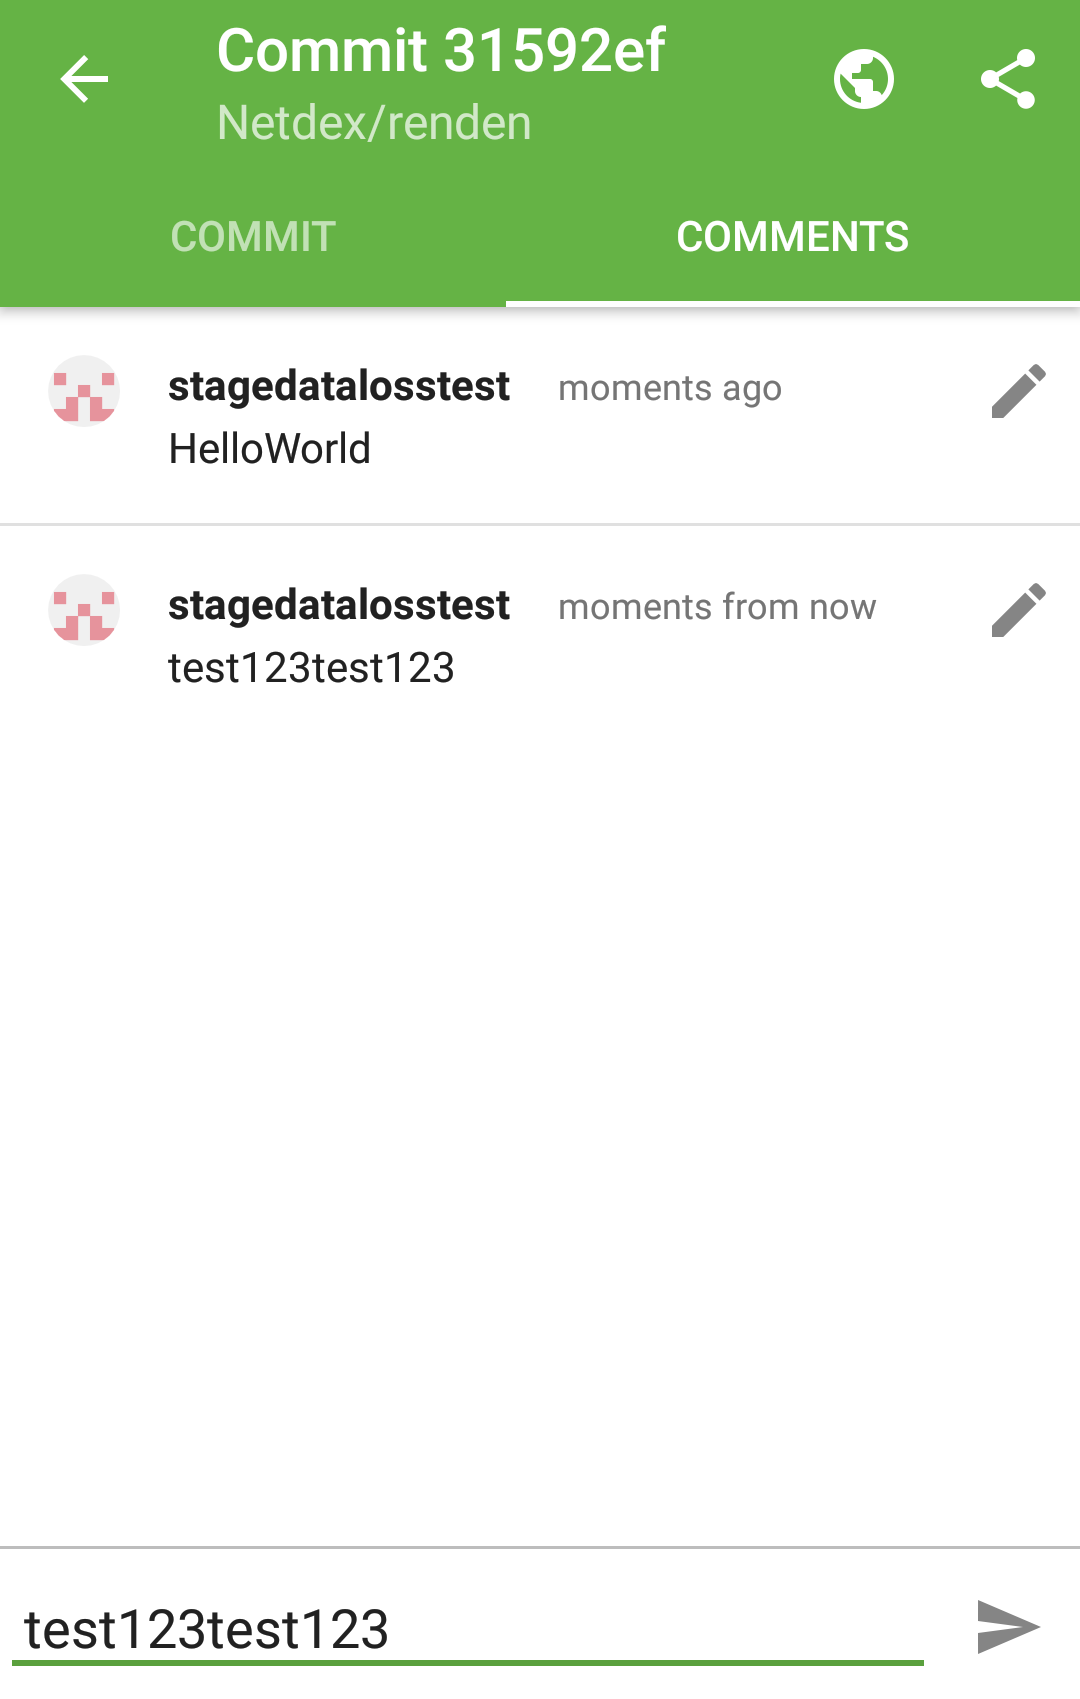 Commit 31592ef
Netdex/renden
COMMIT
COMMENTS
stagedatalosstest moments ago
HelloWorld
stagedatalosstest moments from now
test123test123
test123test123